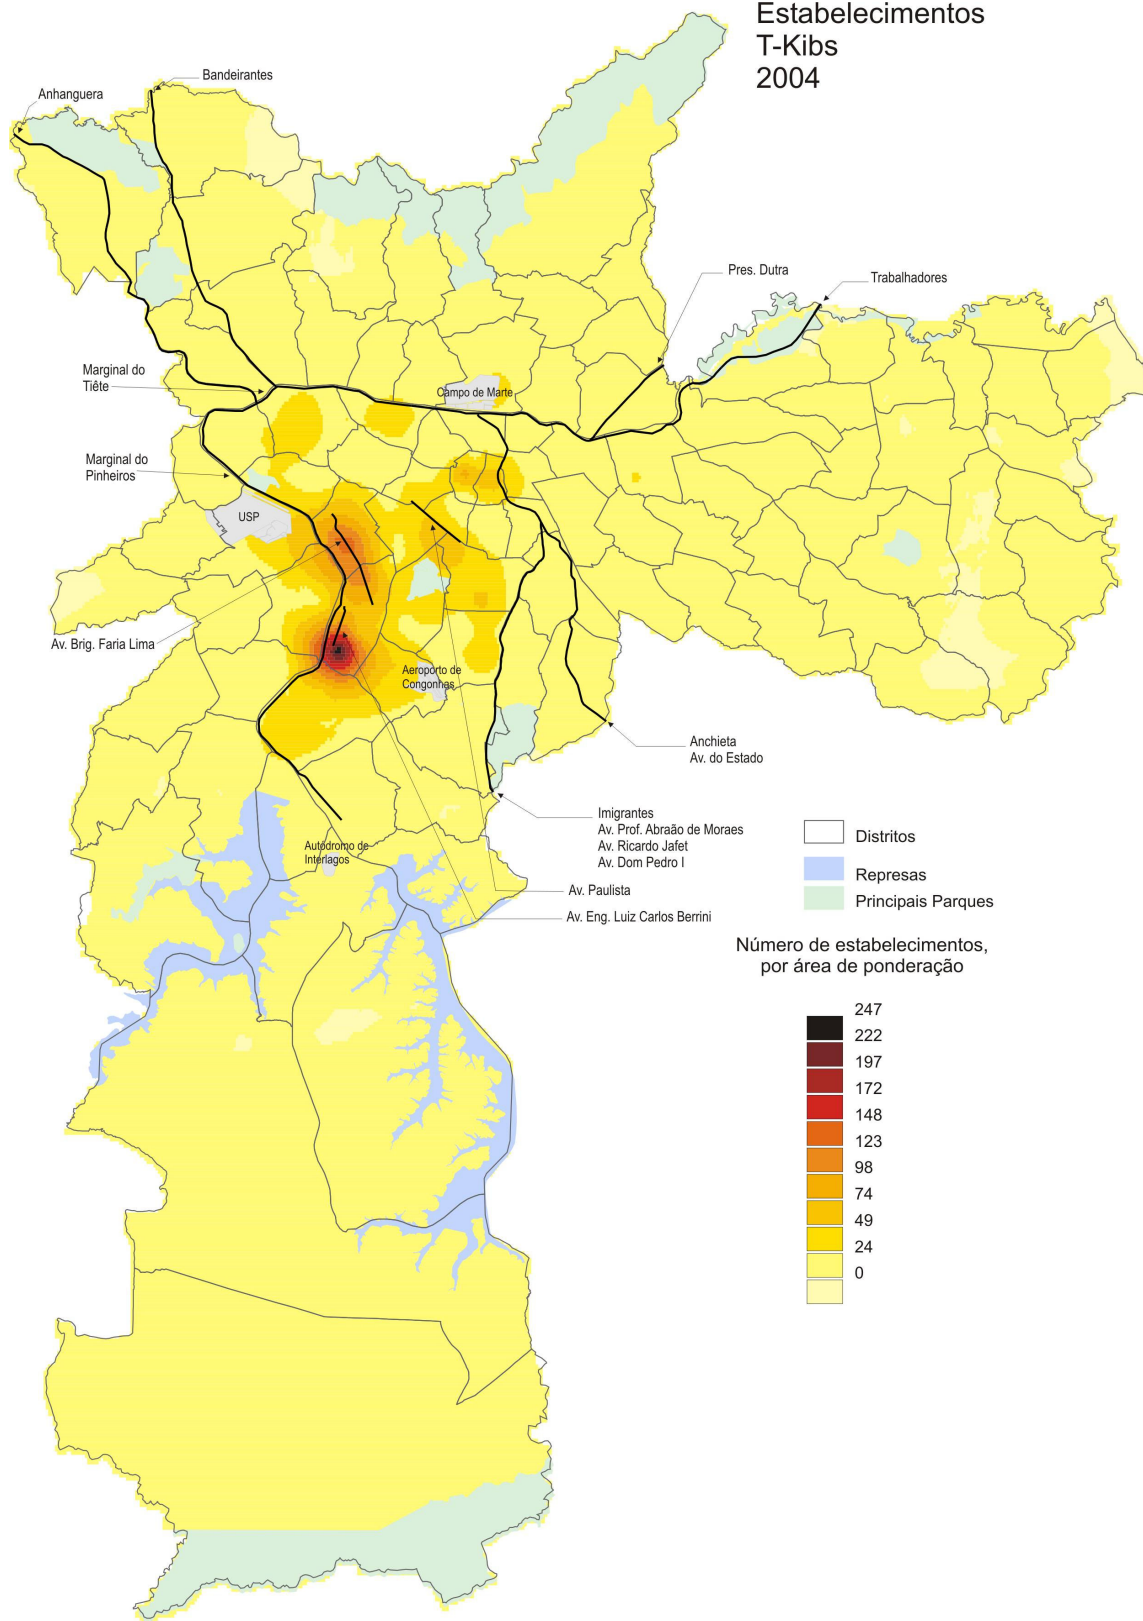 Estabelecimentos
T-Kibs
2004
Bandeirantes
Anhanguera
Pres. Dutra
Trabalhadores
Marginal do
Tiête
Campo de Marte
Marginal do
Pinheiros
USP
Av. Brig. Faria Lima
Aeroporto de
Congonhas
Anchieta
Av. do Estado
Imigrantes
Av. Prof. Abraão de Moraes
Av. Ricardo Jafet
Av. Dom Pedro I
Autódromo de
Interlagos
Av. Paulista
Av. Eng. Luiz Carlos Berrini
Distritos
Represas
Principais Parques
Número de estabelecimentos,
por área de ponderação
247
222
197
172
148
123
98
74
49
24
0